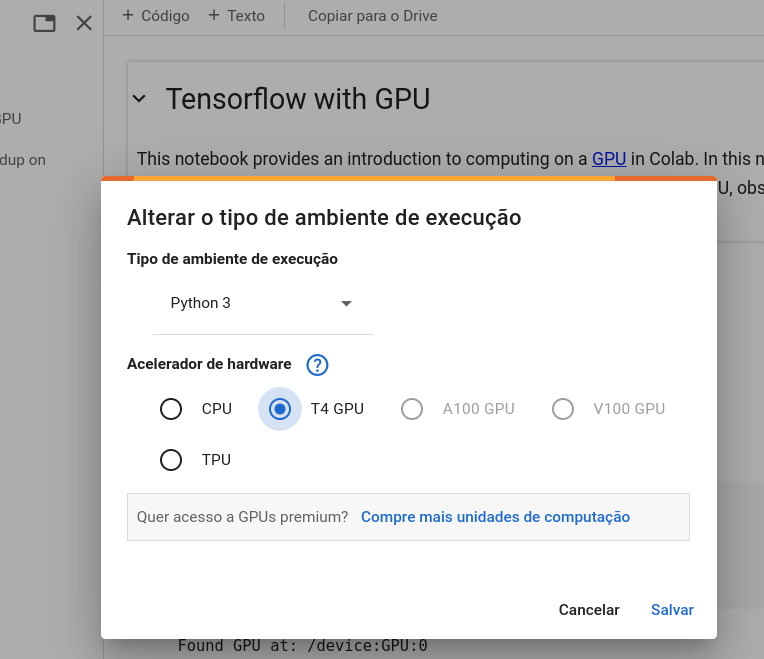 + Código + Texto Copiar para o Drive
Tensorflow with GPU
GPU
This notebook provides an introduction to computing on a GPU in Colab. In this n
dup on
U, obs
Alterar o tipo de ambiente de execução
Tipo de ambiente de execução
Python 3
Acelerador de hardware ?
CPU T4 GPU A100 GPU V100 GPU
TPU
Quer acesso a GPUs premium? Compre mais unidades de computação
Cancelar Salvar
Found GPU at: /device:GPU:0